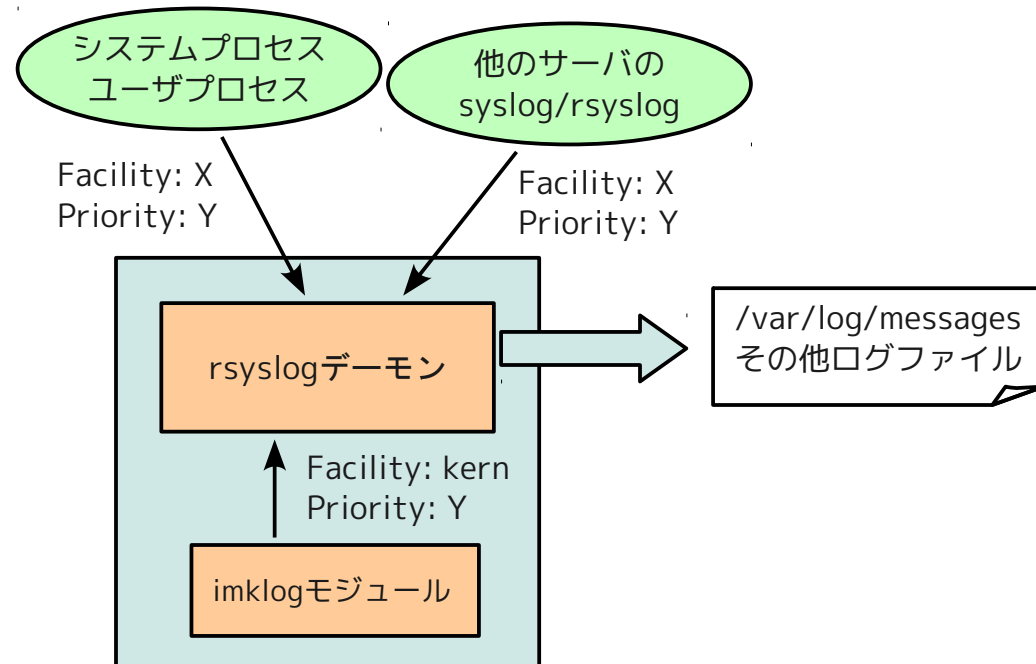 システムプロセス
ユーザプロセス
他のサーバの
syslog/rsyslog
Facility: X
Priority: Y
Facility: X
Priority: Y
rsyslogデーモン
/var/log/messages
その他ログファイル
Facility: kern
Priority: Y
imklogモジュール